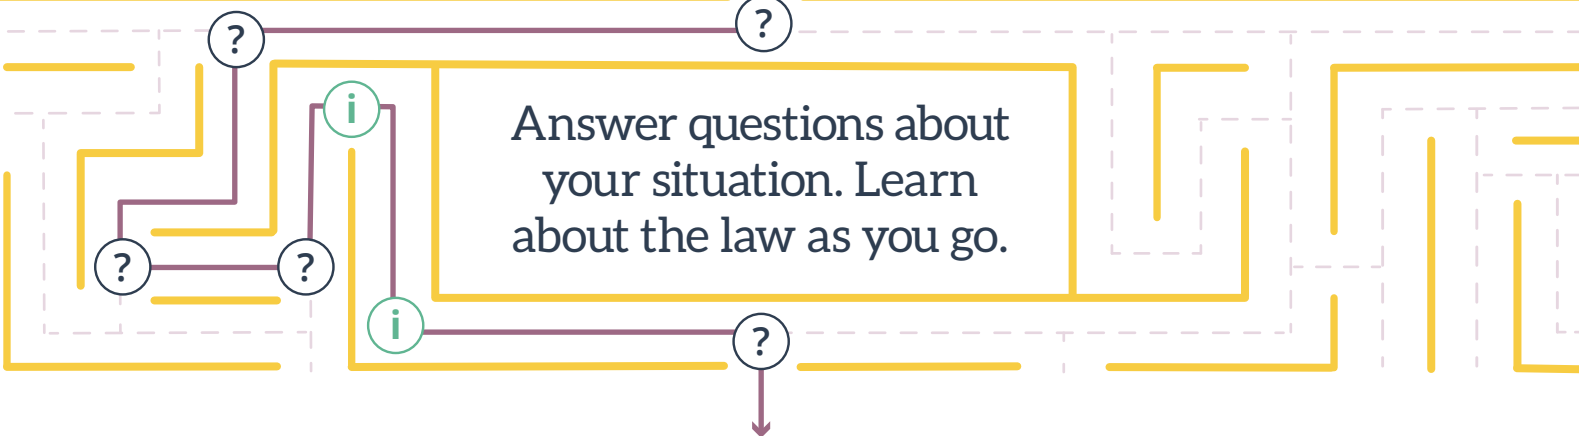 ?
?
i
Answer questions about
your situation. Learn
about the law as you go.
?
?
i
?